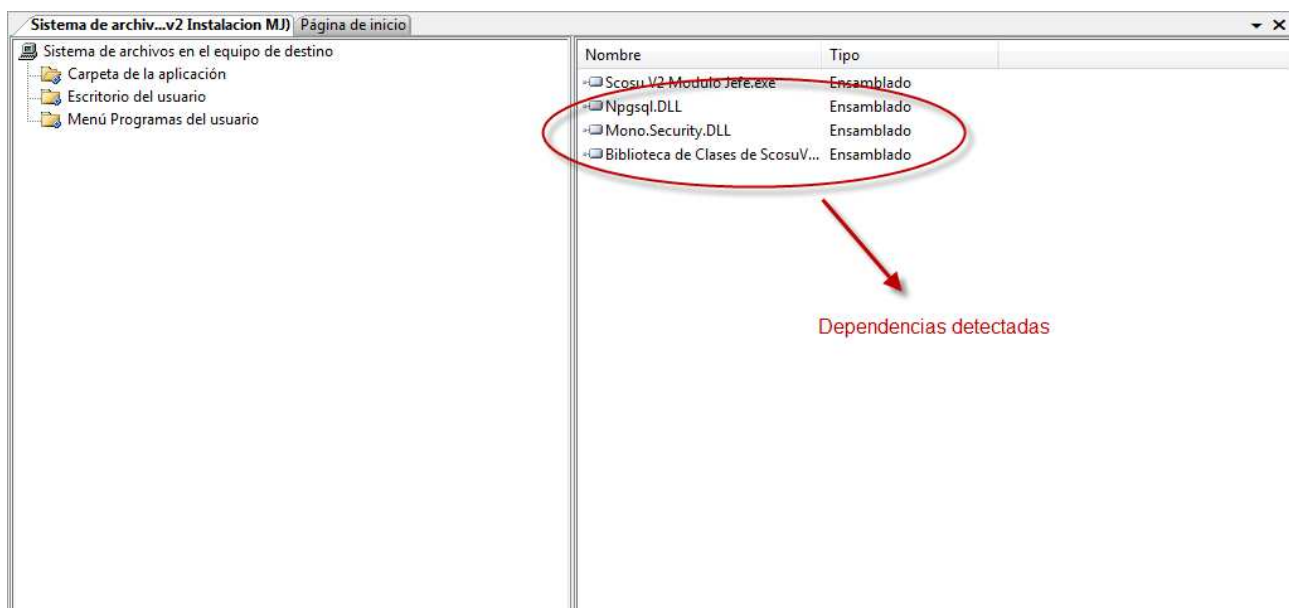 Sistema de archiv...v2 Instalacion MJ) Página de inicio
Sistema de archivos en el equipo de destino
Carpeta de la aplicación
Escritorio del usuario
Menú Programas del usuario
Nombre Tipo
Scosu V2 Modulo Jefe.exe Ensamblado
Npgsql.DLL Ensamblado
Mono.Security.DLL Ensamblado
Biblioteca de Clases de ScosuV... Ensamblado
Dependencias detectadas